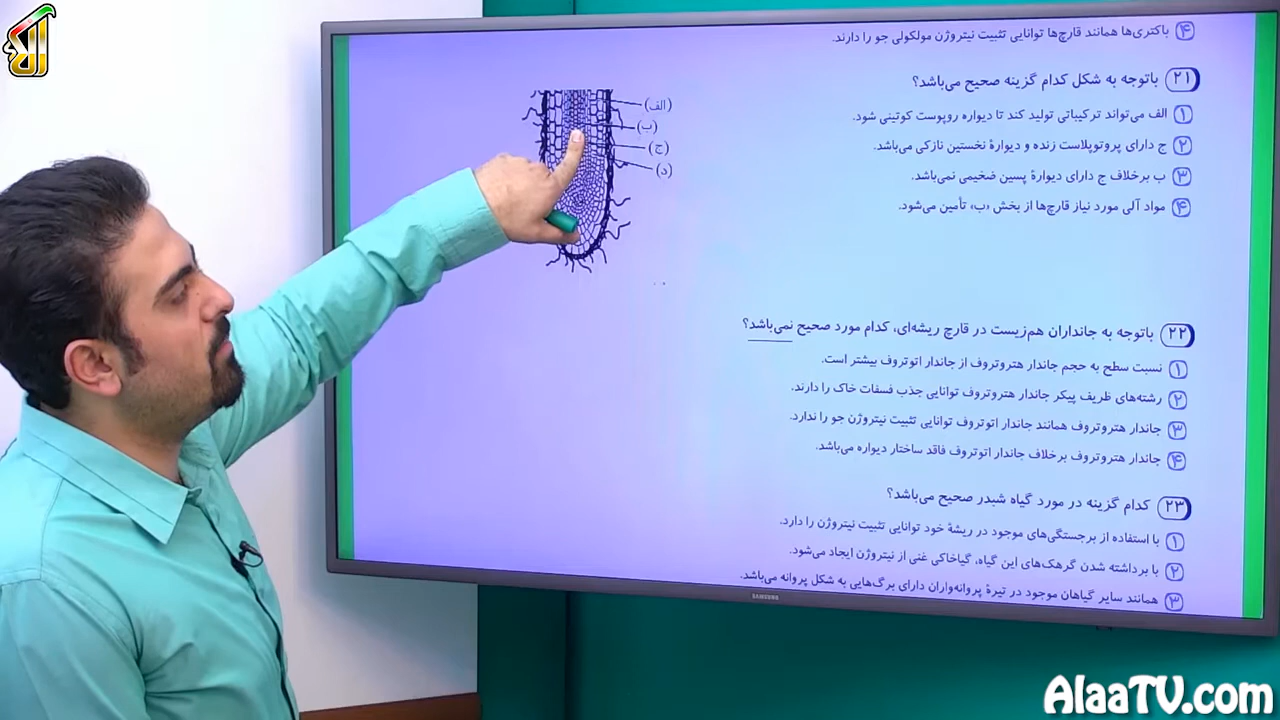 ۴ باکتری‌ها همانند قارچ‌ها توانایی تثبیت نیتروژن مولکولی جو را دارند.
۲۱ باتوجه به شکل کدام گزینه صحیح می‌باشد؟
۱ الف می‌تواند ترکیباتی تولید کند تا دیواره روپوست کوتینی شود.
۲ ج دارای پروتوپلاست زنده و دیوارهٔ نخستین نازکی می‌باشد.
۳ ب برخلاف ج دارای دیوارهٔ پسین ضخیمی نمی‌باشد.
۴ مواد آلی مورد نیاز قارچ‌ها از بخش «ب» تأمین می‌شود.
(الف)
(ب)
(ج)
(د)
۲۲ باتوجه به جانداران هم‌زیست در قارچ ریشه‌ای، کدام مورد صحیح نمی‌باشد؟
۱ نسبت سطح به حجم جاندار هتروتروف از جاندار اتوتروف بیشتر است.
۲ رشته‌های ظریف پیکر جاندار هتروتروف توانایی جذب فسفات خاک را دارند.
۳ جاندار هتروتروف همانند جاندار اتوتروف توانایی تثبیت نیتروژن جو را ندارد.
۴ جاندار هتروتروف برخلاف جاندار اتوتروف فاقد ساختار دیواره می‌باشد.
۲۳ کدام گزینه در مورد گیاه شبدر صحیح می‌باشد؟
۱ با استفاده از برجستگی‌های موجود در ریشهٔ خود توانایی تثبیت نیتروژن را دارد.
۲ با برداشته شدن گرهک‌های این گیاه، گیاخاکی غنی از نیتروژن ایجاد می‌شود.
۳ همانند سایر گیاهان موجود در تیرهٔ پروانه‌واران دارای برگ‌هایی به شکل پروانه می‌باشد.
SAMSUNG
AlaaTV.com